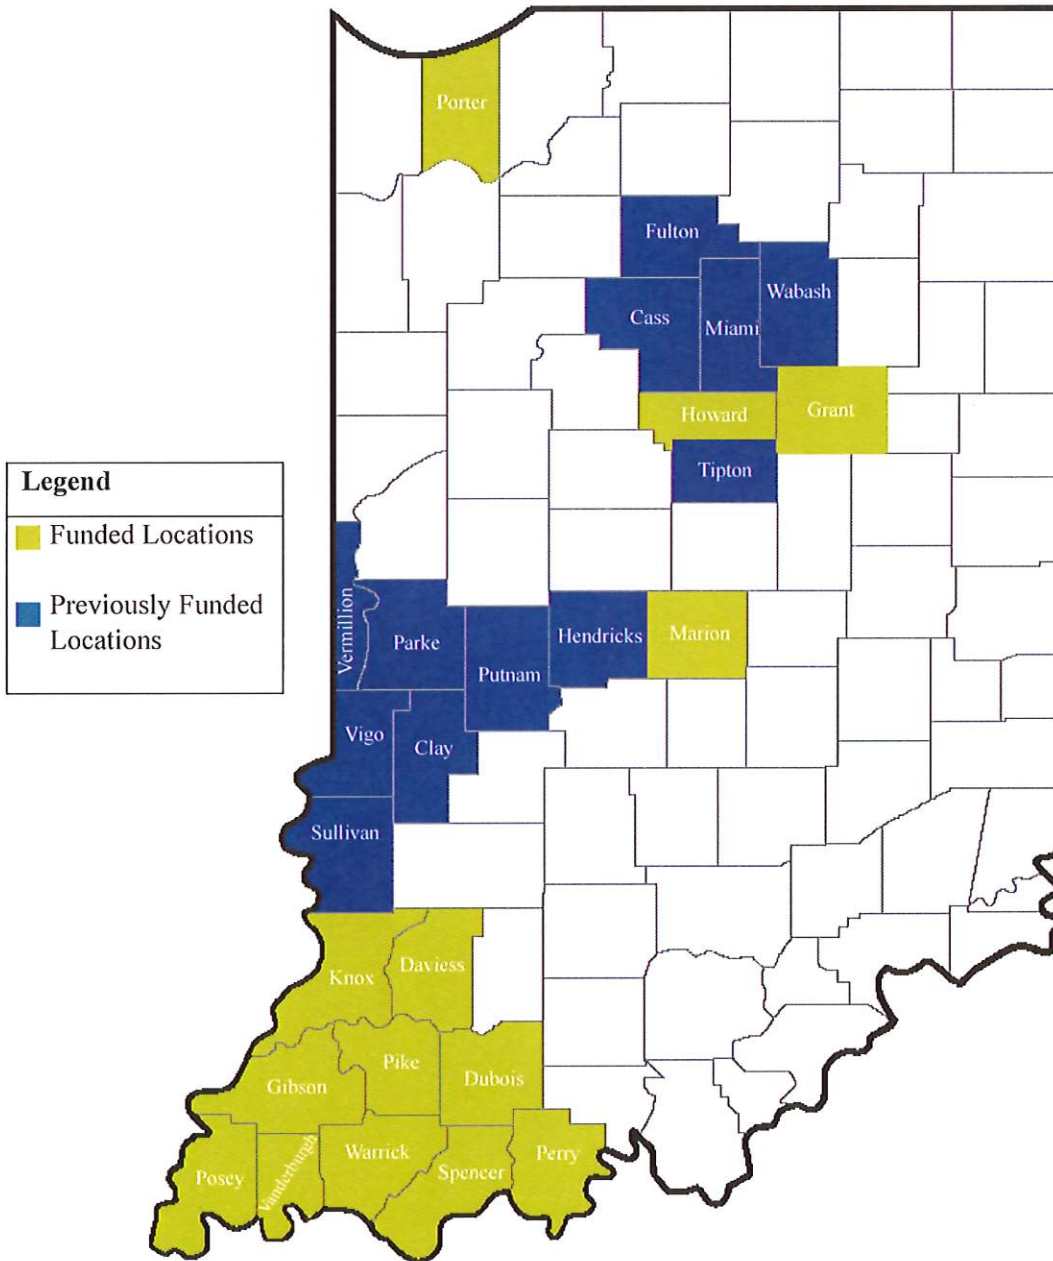 Porter
Fulton
Wabash
Cass
Miami
Howard
Grant
Tipton
Legend
Funded Locations
Previously Funded
Locations
Vermillion
Parke
Putnam
Hendricks
Marion
Vigo
Clay
Sullivan
Knox
Daviess
Pike
Gibson
Dubois
Posey
Vanderburgh
Warrick
Spencer
Perry